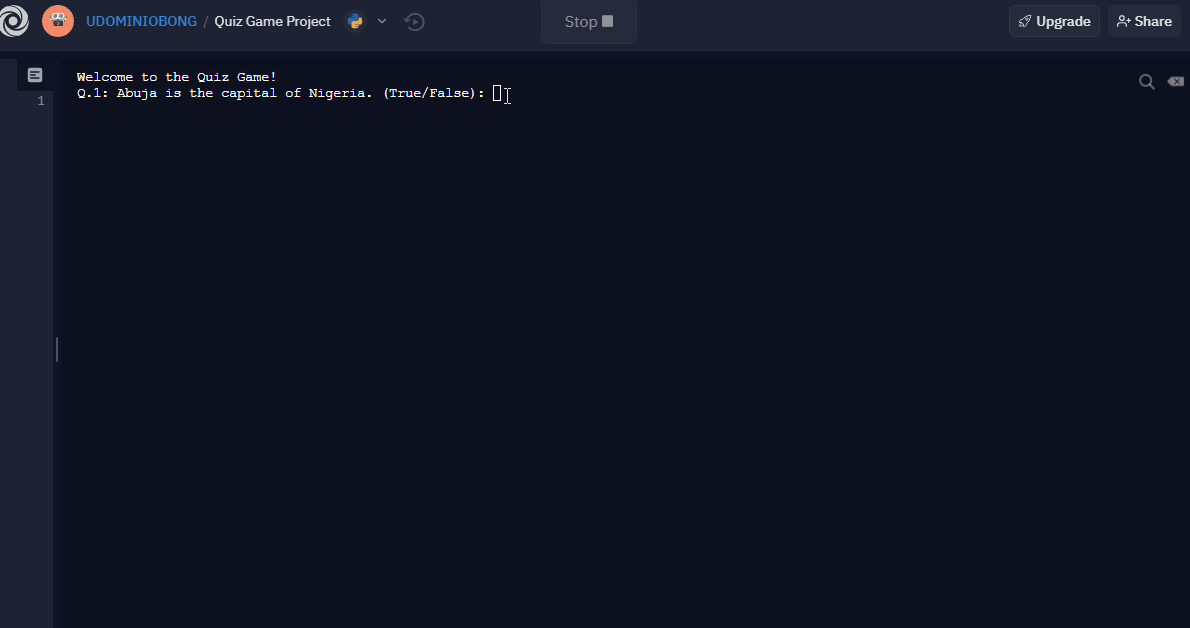 UDOMINIOBONG / Quiz Game Project
Stop
Upgrade
Share
Welcome to the Quiz Game!
Q.1: Abuja is the capital of Nigeria. (True/False):
1